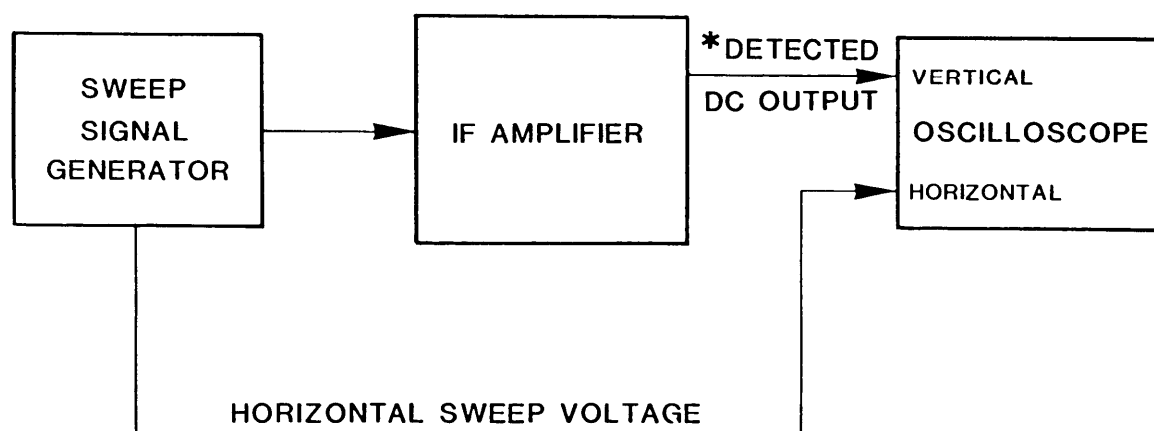 SWEEP
SIGNAL
GENERATOR
IF AMPLIFIER
*DETECTED
DC OUTPUT
VERTICAL
OSCILLOSCOPE
HORIZONTAL
HORIZONTAL SWEEP VOLTAGE